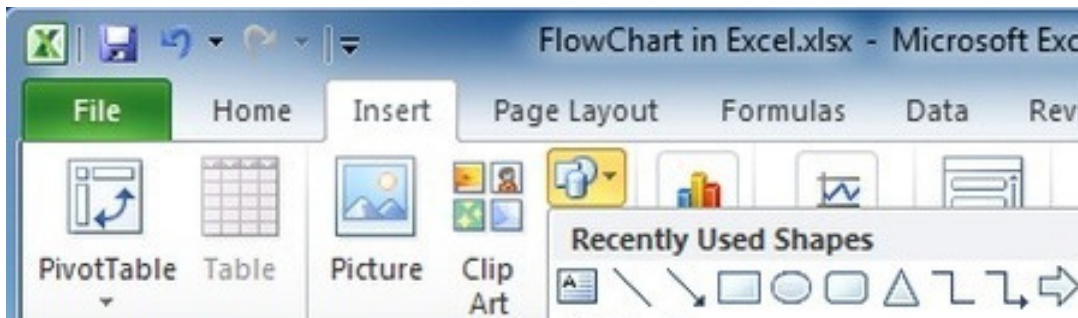 FlowChart in Excel.xlsx - Microsoft Exc
File Home Insert Page Layout Formulas Data Rev
PivotTable Table Picture Clip Art
Recently Used Shapes